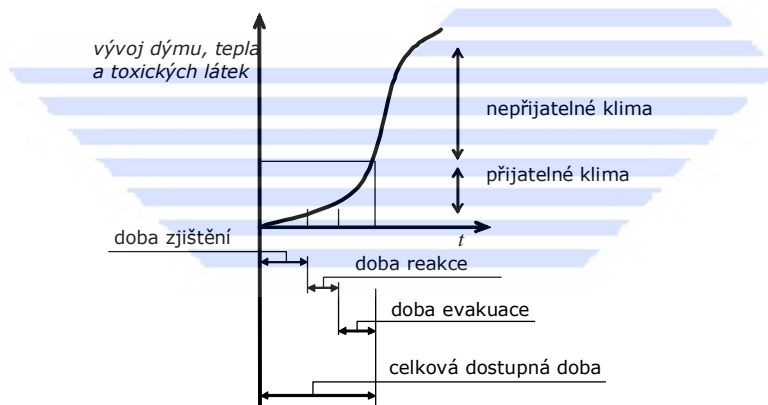 vývoj dýmu, tepla
a toxických látek
nepřijatelné klima
přijatelné klima
t
doba zjištění
doba reakce
doba evakuace
celková dostupná doba